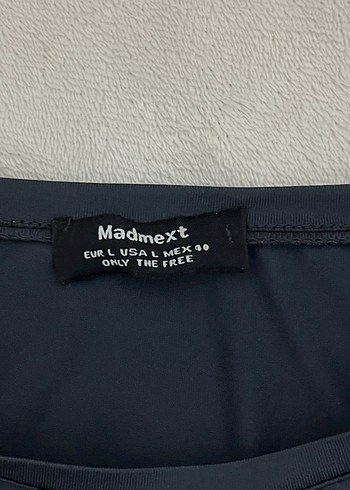 Madmext
EUR L USA L MEX 40
ONLY THE FREE